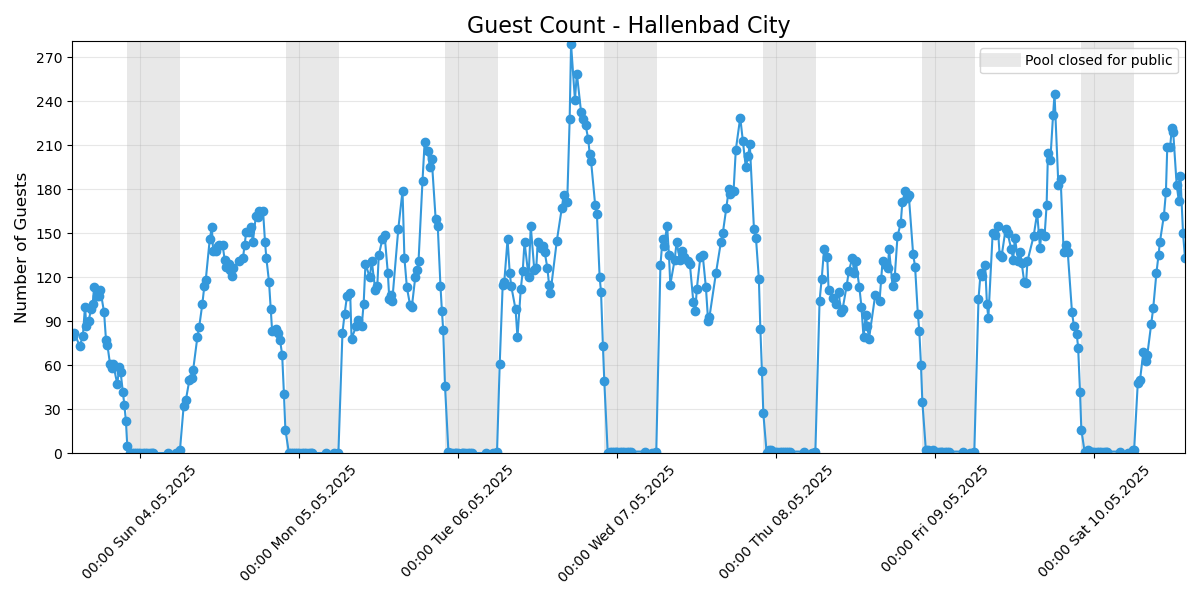 Guest Count - Hallenbad City
Pool closed for public
Number of Guests
270
240
210
180
150
120
90
60
30
0
00:00 Sun 04.05.2025
00:00 Mon 05.05.2025
00:00 Tue 06.05.2025
00:00 Wed 07.05.2025
00:00 Thu 08.05.2025
00:00 Fri 09.05.2025
00:00 Sat 10.05.2025